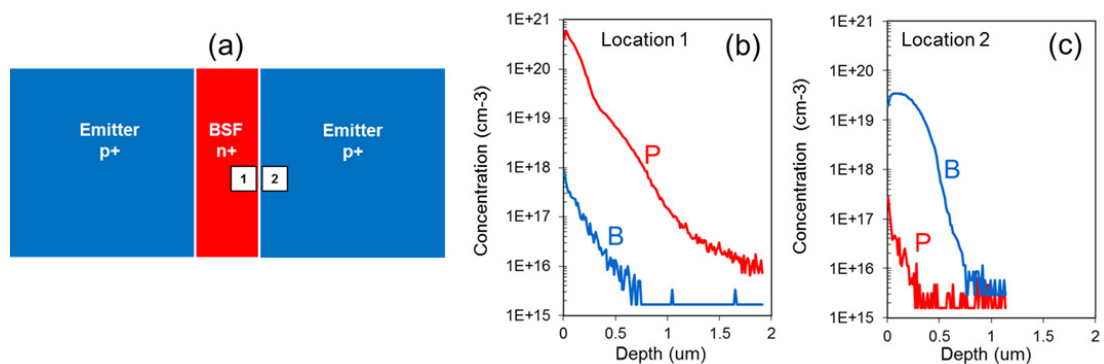 (a)
Emitter
p+
BSF
n+
Emitter
p+
1
2
(b)
Location 1
Concentration (cm-3)
1E+21
1E+20
1E+19
1E+18
1E+17
1E+16
1E+15
P
B
0 0.5 1 1.5 2
Depth (um)
(c)
Location 2
Concentration (cm-3)
1E+21
1E+20
1E+19
1E+18
1E+17
1E+16
1E+15
B
P
0 0.5 1 1.5 2
Depth (um)